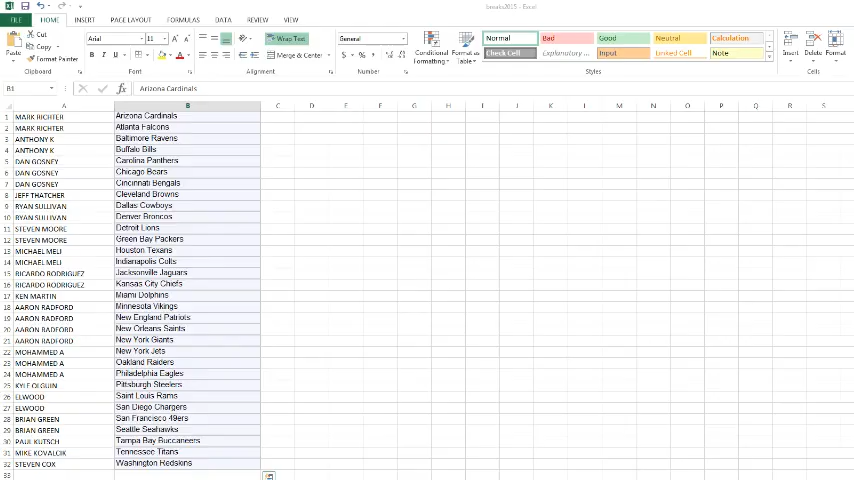 breaks2015 - Excel
FILE HOME INSERT PAGE LAYOUT FORMULAS DATA REVIEW VIEW
Cut
Copy
Format Painter
Paste
Clipboard
Arial 11
B I U
Font
Wrap Text
Merge & Center
Alignment
General
$ % ,
Number
Conditional Formatting
Format as Table
Normal Bad Good Neutral Calculation
Check Cell Explanatory ... Input Linked Cell Note
Styles
Insert Delete Format
Cells
B1 fx Arizona Cardinals
A B C D E F G H I J K L M N O P Q R S
1 MARK RICHTER Arizona Cardinals
2 MARK RICHTER Atlanta Falcons
3 ANTHONY K Baltimore Ravens
4 ANTHONY K Buffalo Bills
5 DAN GOSNEY Carolina Panthers
6 DAN GOSNEY Chicago Bears
7 DAN GOSNEY Cincinnati Bengals
8 JEFF THATCHER Cleveland Browns
9 RYAN SULLIVAN Dallas Cowboys
10 RYAN SULLIVAN Denver Broncos
11 STEVEN MOORE Detroit Lions
12 STEVEN MOORE Green Bay Packers
13 MICHAEL MELI Houston Texans
14 MICHAEL MELI Indianapolis Colts
15 RICARDO RODRIGUEZ Jacksonville Jaguars
16 RICARDO RODRIGUEZ Kansas City Chiefs
17 KEN MARTIN Miami Dolphins
18 AARON RADFORD Minnesota Vikings
19 AARON RADFORD New England Patriots
20 AARON RADFORD New Orleans Saints
21 AARON RADFORD New York Giants
22 MOHAMMED A New York Jets
23 MOHAMMED A Oakland Raiders
24 MOHAMMED A Philadelphia Eagles
25 KYLE OLGUIN Pittsburgh Steelers
26 ELWOOD Saint Louis Rams
27 ELWOOD San Diego Chargers
28 BRIAN GREEN San Francisco 49ers
29 BRIAN GREEN Seattle Seahawks
30 PAUL KUTSCH Tampa Bay Buccaneers
31 MIKE KOVALCIK Tennessee Titans
32 STEVEN COX Washington Redskins
33